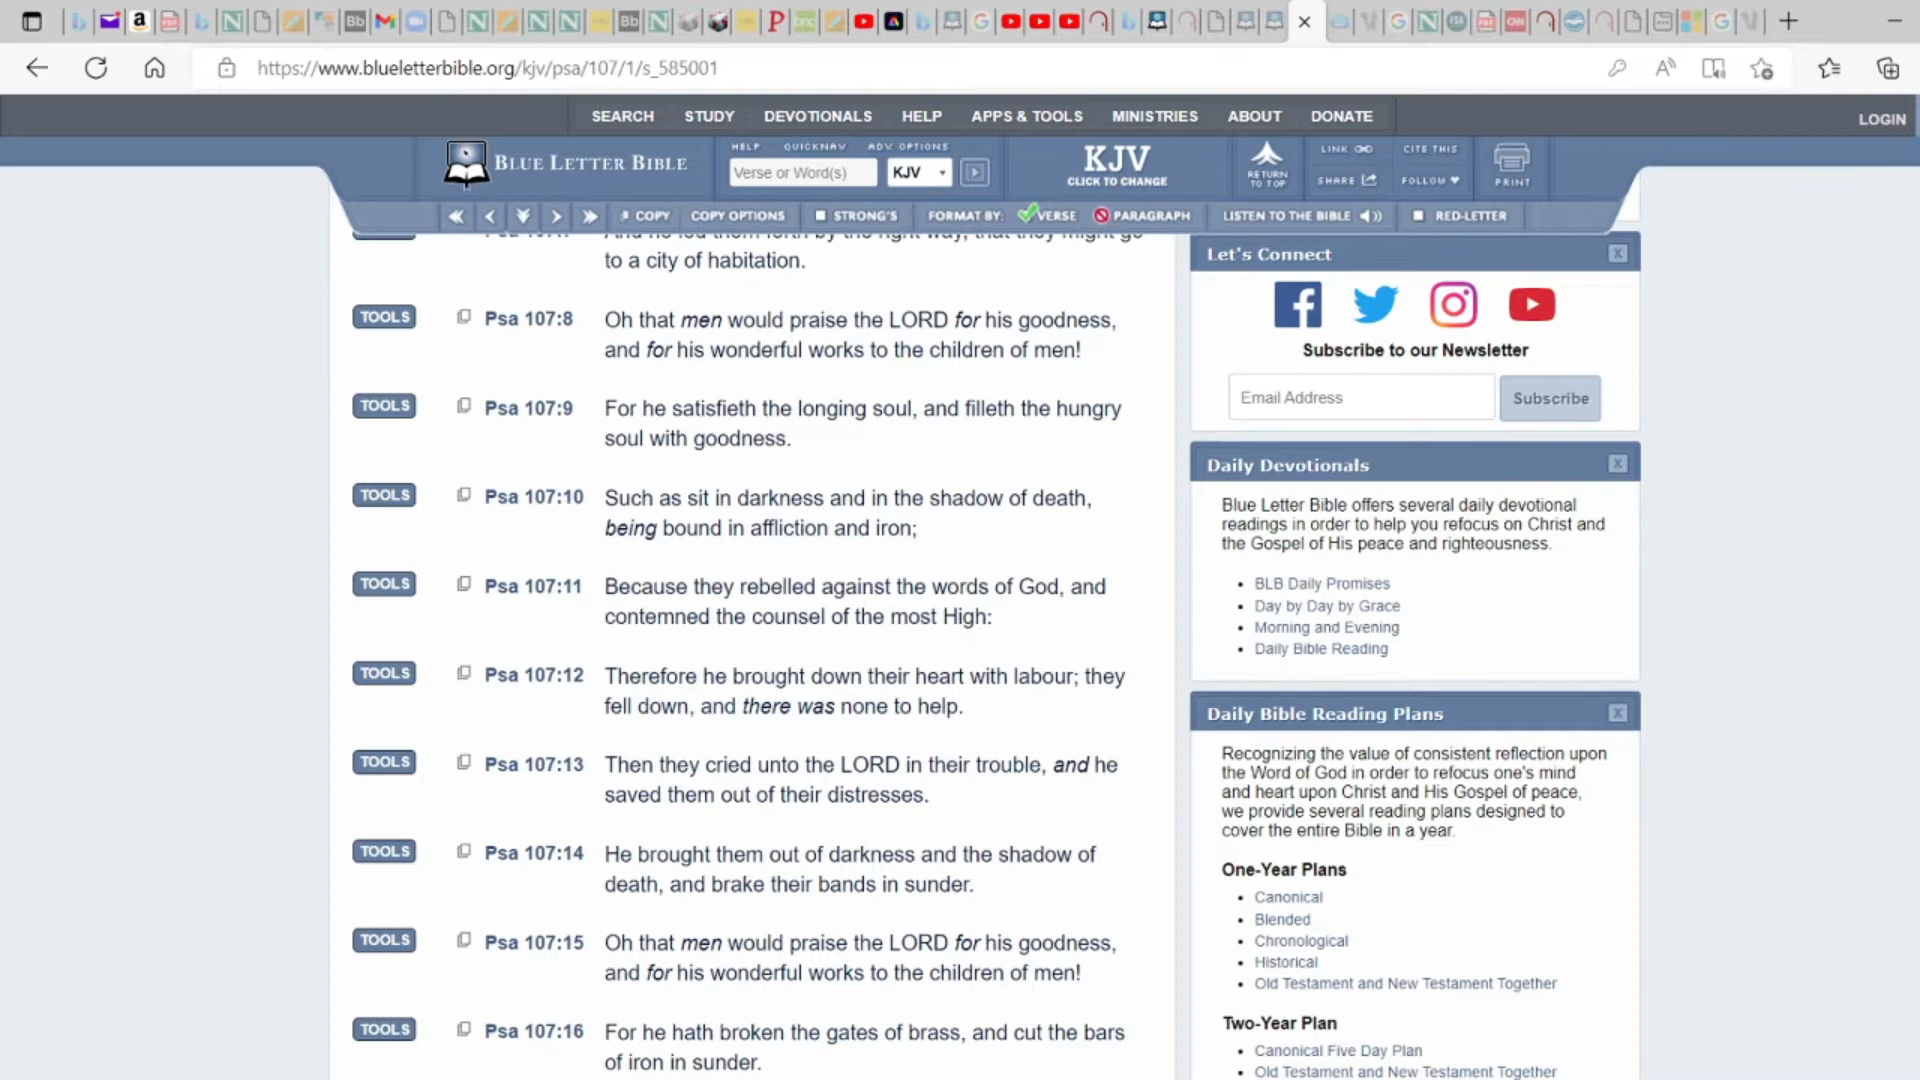 https://www.blueletterbible.org/kjv/psa/107/1/s_585001
SEARCH STUDY DEVOTIONALS HELP APPS & TOOLS MINISTRIES ABOUT DONATE
LOGIN
BLUE LETTER BIBLE
HELP QUICKNAV ADV. OPTIONS
Verse or Word(s)
KJV
KJV
CLICK TO CHANGE
RETURN
TO TOP
LINK
CITE THIS
SHARE
FOLLOW
PRINT
COPY COPY OPTIONS STRONG'S FORMAT BY: VERSE PARAGRAPH LISTEN TO THE BIBLE RED-LETTER
And he led them forth by the right way, that they might go
to a city of habitation.
TOOLS Psa 107:8 Oh that men would praise the LORD for his goodness,
and for his wonderful works to the children of men!
TOOLS Psa 107:9 For he satisfieth the longing soul, and filleth the hungry
soul with goodness.
TOOLS Psa 107:10 Such as sit in darkness and in the shadow of death,
being bound in affliction and iron;
TOOLS Psa 107:11 Because they rebelled against the words of God, and
contemned the counsel of the most High:
TOOLS Psa 107:12 Therefore he brought down their heart with labour; they
fell down, and there was none to help.
TOOLS Psa 107:13 Then they cried unto the LORD in their trouble, and he
saved them out of their distresses.
TOOLS Psa 107:14 He brought them out of darkness and the shadow of
death, and brake their bands in sunder.
TOOLS Psa 107:15 Oh that men would praise the LORD for his goodness,
and for his wonderful works to the children of men!
TOOLS Psa 107:16 For he hath broken the gates of brass, and cut the bars
of iron in sunder.
Let's Connect
Subscribe to our Newsletter
Email Address
Subscribe
Daily Devotionals
Blue Letter Bible offers several daily devotional
readings in order to help you refocus on Christ and
the Gospel of His peace and righteousness.
• BLB Daily Promises
• Day by Day by Grace
• Morning and Evening
• Daily Bible Reading
Daily Bible Reading Plans
Recognizing the value of consistent reflection upon
the Word of God in order to refocus one's mind
and heart upon Christ and His Gospel of peace,
we provide several reading plans designed to
cover the entire Bible in a year.
One-Year Plans
• Canonical
• Blended
• Chronological
• Historical
• Old Testament and New Testament Together
Two-Year Plan
• Canonical Five Day Plan
• Old Testament and New Testament Together